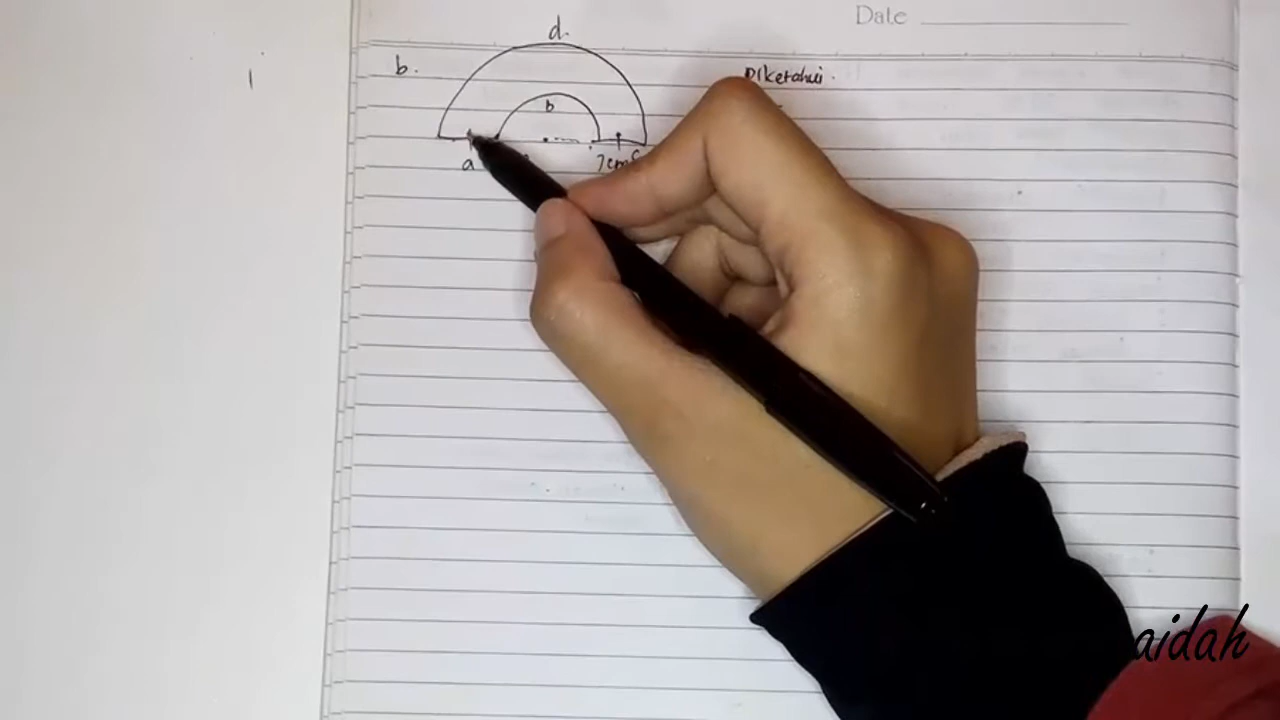 Date
d.
b.
Diketahui.
b
a
7cm c
aidah